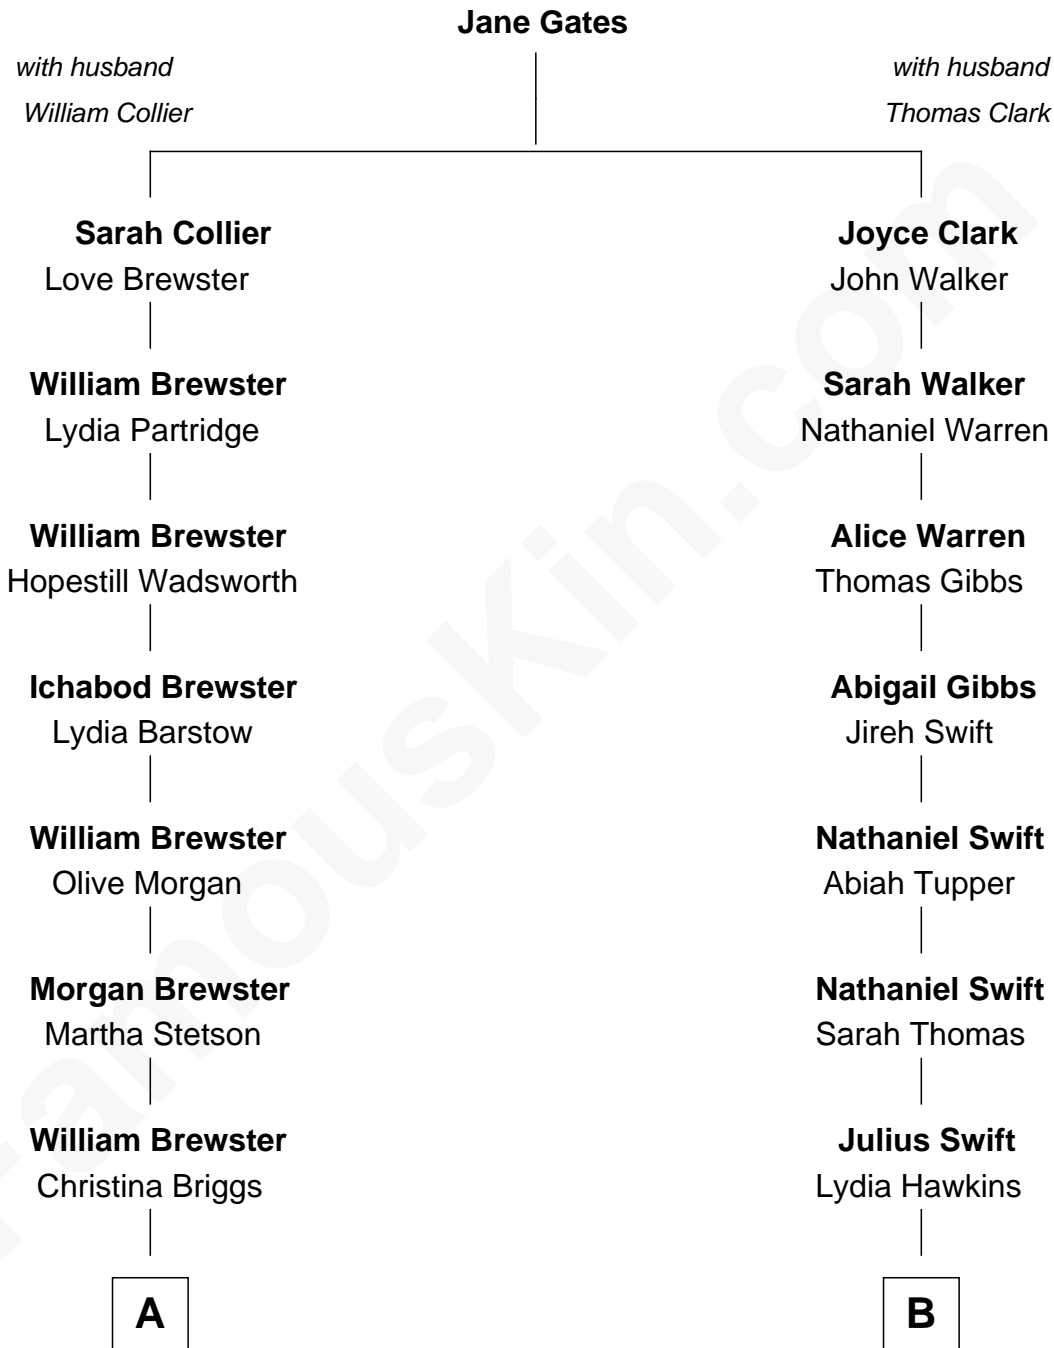 Jane Gates
with husband
William Collier
with husband
Thomas Clark
Sarah Collier
Love Brewster
Joyce Clark
John Walker
William Brewster
Lydia Partridge
Sarah Walker
Nathaniel Warren
William Brewster
Hopestill Wadsworth
Alice Warren
Thomas Gibbs
Ichabod Brewster
Lydia Barstow
Abigail Gibbs
Jireh Swift
William Brewster
Olive Morgan
Nathaniel Swift
Abiah Tupper
Morgan Brewster
Martha Stetson
Nathaniel Swift
Sarah Thomas
William Brewster
Christina Briggs
Julius Swift
Lydia Hawkins
A
B
FamousKin.com